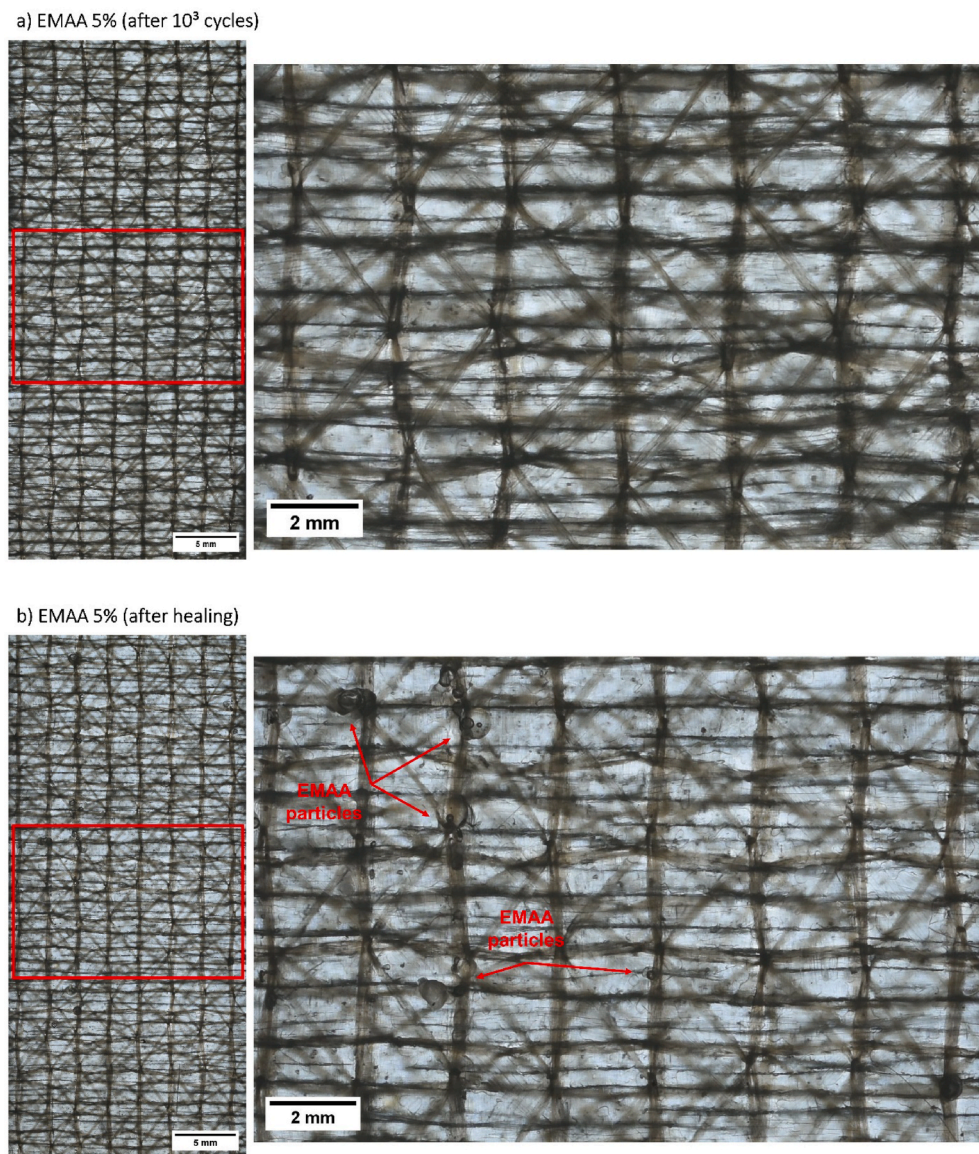 a) EMAA 5% (after 10³ cycles)
5 mm
2 mm
b) EMAA 5% (after healing)
EMAA
particles
EMAA
particles
5 mm
2 mm